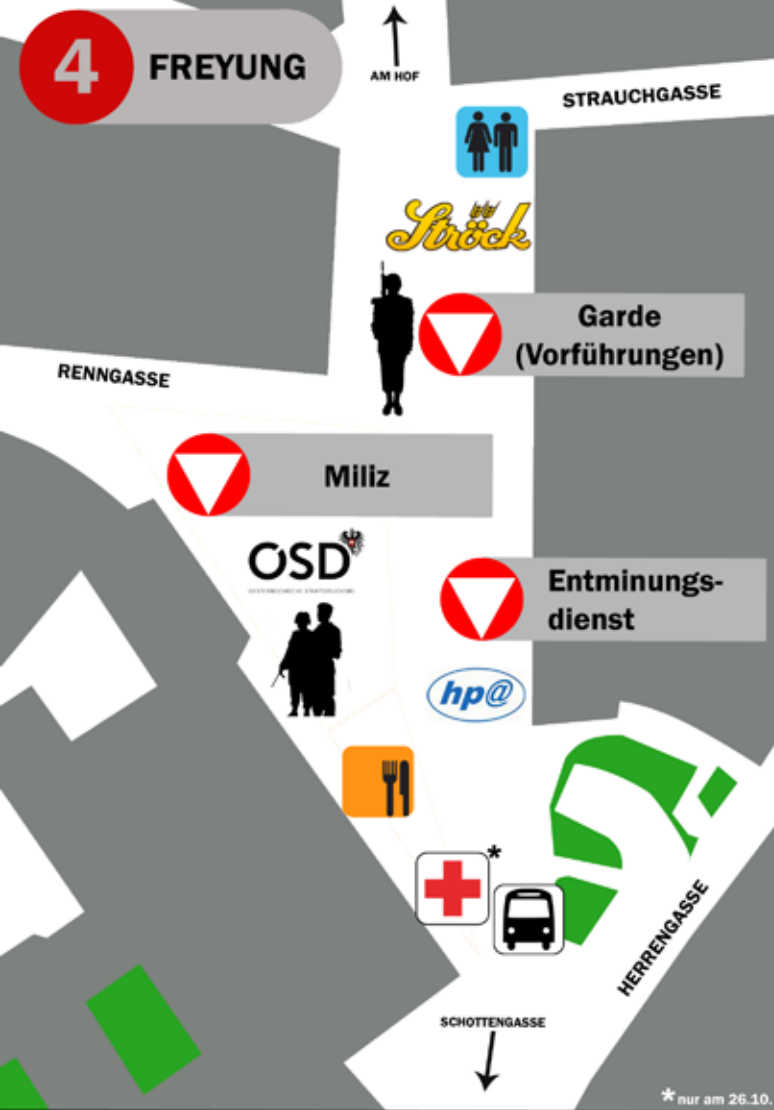 4 FREYUNG
AM HOF
STRAUCHGASSE
Ströck
Garde
(Vorführungen)
RENNGASSE
Miliz
OSD
Entminungs-
dienst
hp@
*
HERRENGASSE
SCHOTTENGASSE
*nur am 26.10.